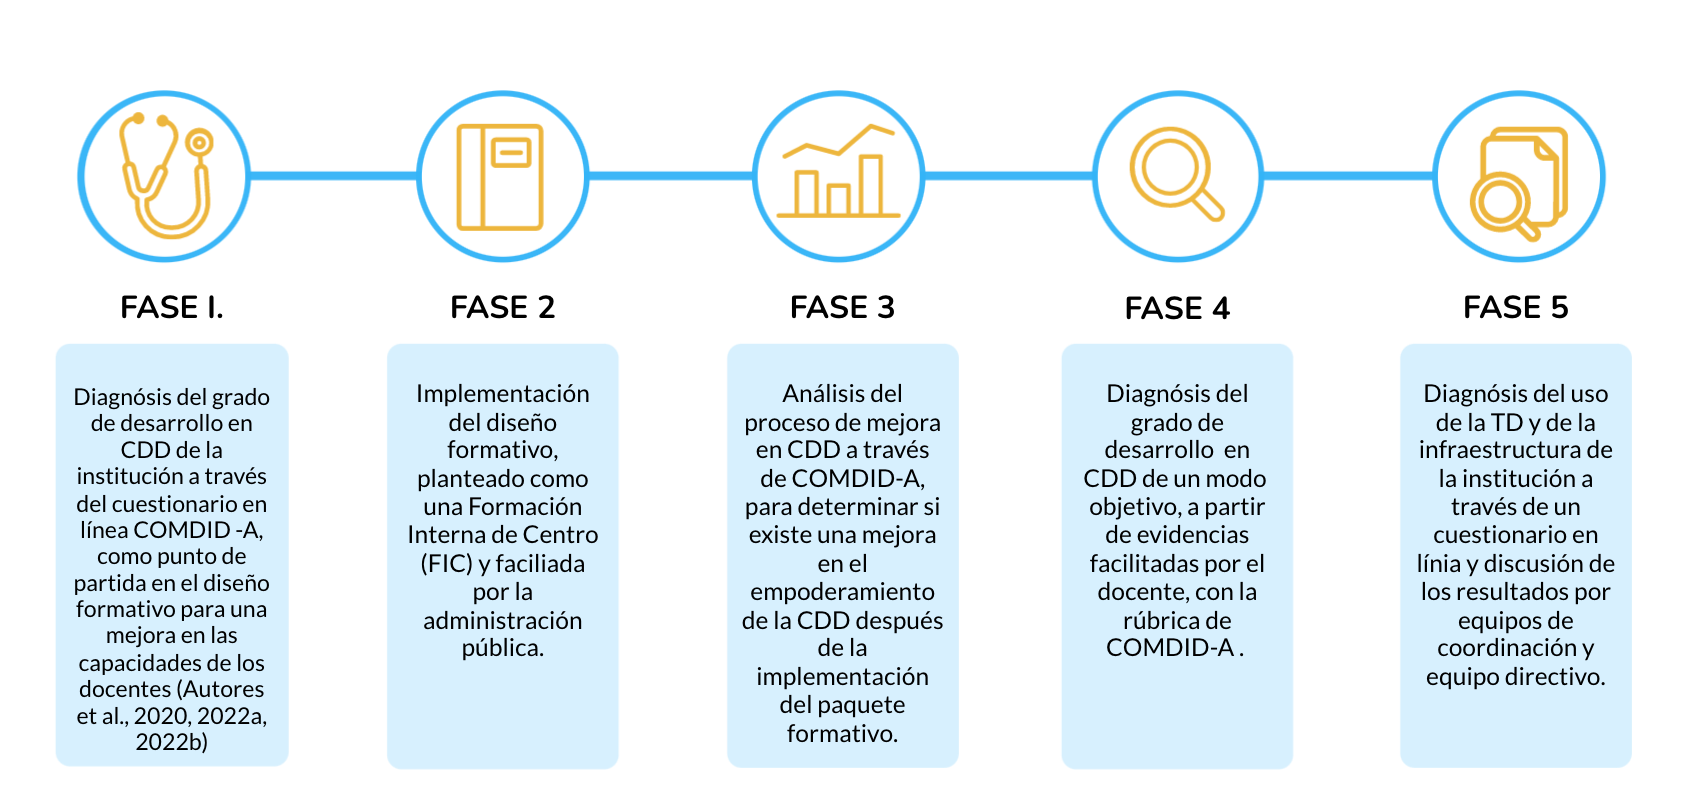 FASE I.
Diagnósis del grado
de desarrollo en
CDD de la
institución a través
del cuestionario en
línea COMDID -A,
como punto de
partida en el diseño
formativo para una
mejora en las
capacidades de los
docentes (Autores
et al., 2020, 2022a,
2022b)
FASE 2
Implementación
del diseño
formativo,
planteado como
una Formación
Interna de Centro
(FIC) y faciliada
por la
administración
pública.
FASE 3
Análisis del
proceso de mejora
en CDD a través
de COMDID-A,
para determinar si
existe una mejora
en el
empoderamiento
de la CDD después
de la
implementación
del paquete
formativo.
FASE 4
Diagnósis del
grado de
desarrollo  en
CDD de un modo
objetivo, a partir
de evidencias
facilitadas por el
docente, con la
rúbrica de
COMDID-A .
FASE 5
Diagnósis del uso
de la TD y de la
infraestructura de
la institución a
través de un
cuestionario en
línia y discusión de
los resultados por
equipos de
coordinación y
equipo directivo.